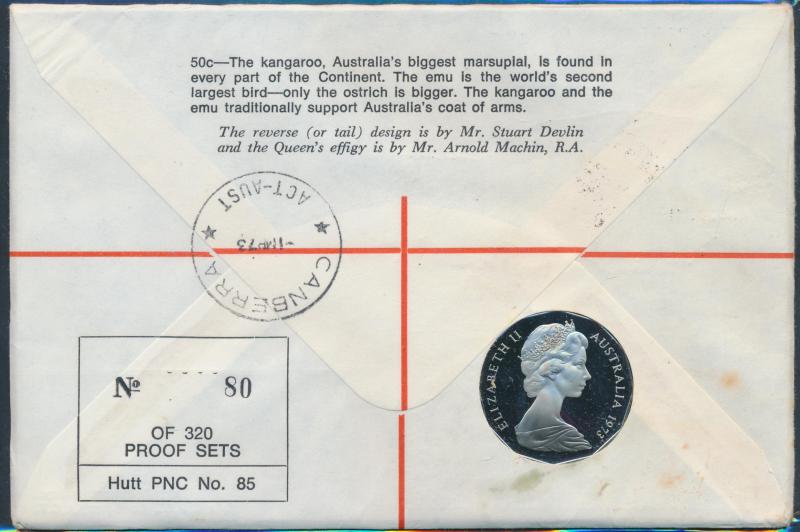 50c—The kangaroo, Australia's biggest marsupial, is found in
every part of the Continent. The emu is the world's second
largest bird—only the ostrich is bigger. The kangaroo and the
emu traditionally support Australia's coat of arms.
The reverse (or tail) design is by Mr. Stuart Devlin
and the Queen's effigy is by Mr. Arnold Machin, R.A.
ACT-AUST
-1MR73
CANBERRA
ELIZABETH II
AUSTRALIA 1973
No 80
OF 320
PROOF SETS
Hutt PNC No. 85